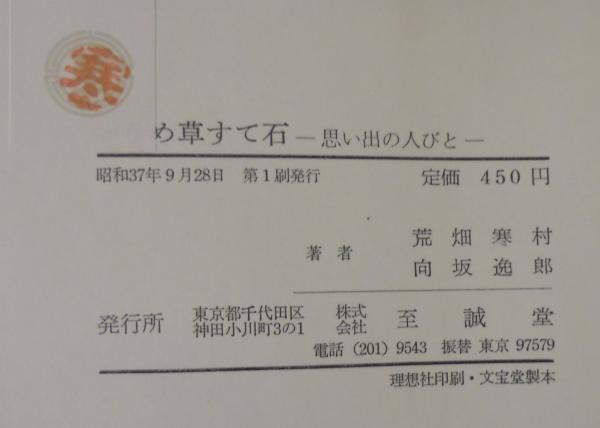 寒
め草すて石―思い出の人びと―
昭和37年9月28日 第1刷発行 定価 450円
著者 荒畑寒村
向坂逸郎
発行所 東京都千代田区神田小川町3の1 株式会社 至誠堂
電話 (201) 9543 振替 東京 97579
理想社印刷・文宝堂製本